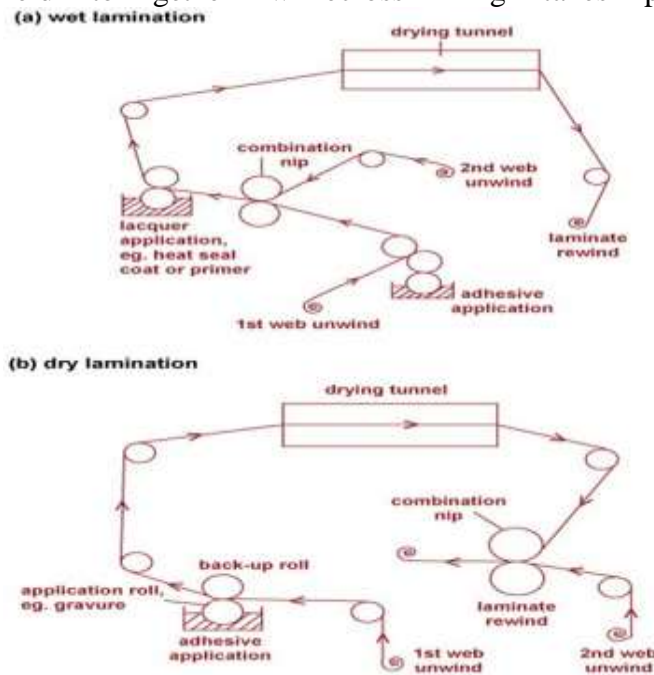 (a) wet lamination
drying tunnel
combination
nip
2nd web
unwind
lacquer
application,
eg. heat seal
coat or primer
laminate
rewind
1st web unwind
adhesive
application
(b) dry lamination
drying tunnel
combination
nip
back-up roll
application roll,
eg. gravure
laminate
rewind
adhesive
application
1st web
unwind
2nd web
unwind